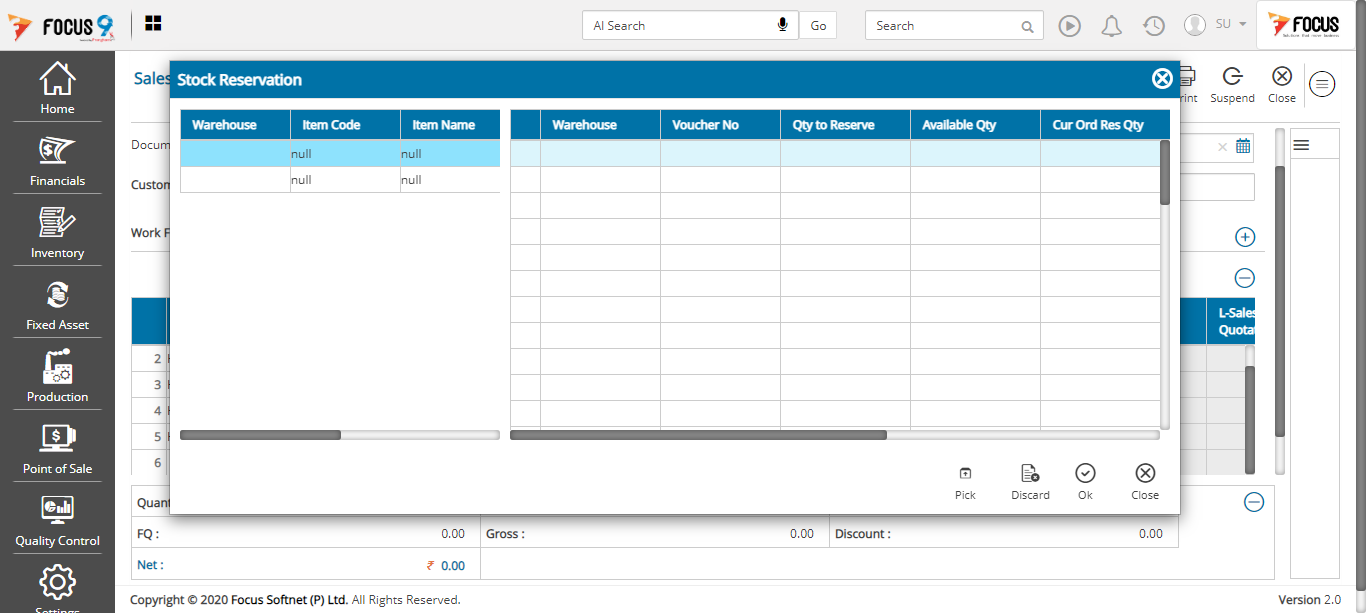 FOCUS 9
AI Search
Go
Search
SU
FOCUS
Home
Financials
Inventory
Fixed Asset
Production
Point of Sale
Quality Control
Settings
Sales
Print
Suspend
Close
Docum
Custom
Work F
Stock Reservation
Warehouse Item Code Item Name
null null
null null
Warehouse Voucher No Qty to Reserve Available Qty Cur Ord Res Qty
Pick Discard Ok Close
L-Sales
Quotat
2
3
4
5
6
Quant
FQ : 0.00 Gross : 0.00 Discount : 0.00
Net : ₹ 0.00
Copyright © 2020 Focus Softnet (P) Ltd. All Rights Reserved.
Version 2.0